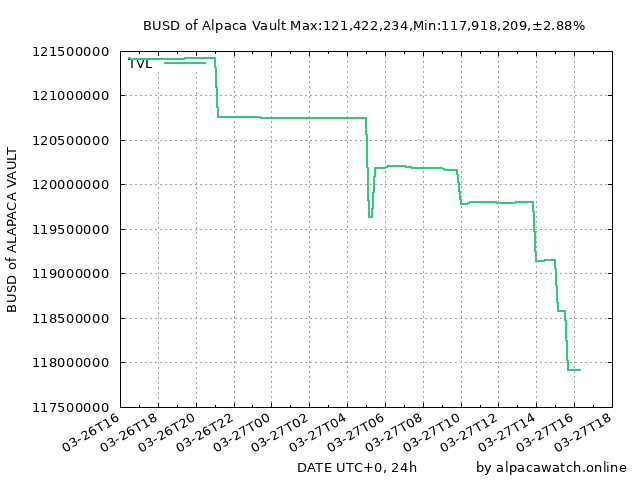 BUSD of Alpaca Vault Max:121,422,234,Min:117,918,209,±2.88%
121500000
TVL
121000000
120500000
120000000
119500000
119000000
118500000
118000000
117500000
BUSD of ALAPACA VAULT
03-26T16
03-26T18
03-26T20
03-26T22
03-27T00
03-27T02
03-27T04
03-27T06
03-27T08
03-27T10
03-27T12
03-27T14
03-27T16
03-27T18
DATE UTC+0, 24h
by alpacawatch.online